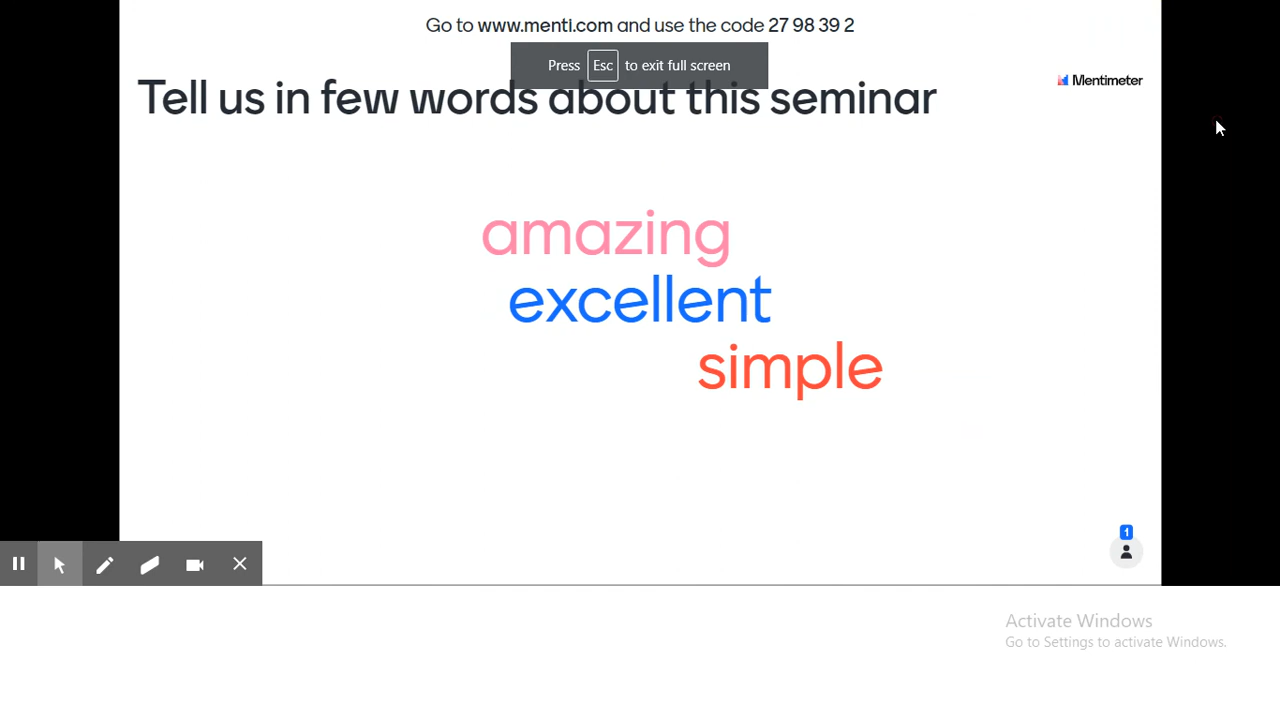 Go to www.menti.com and use the code 27 98 39 2
Press Esc to exit full screen
Mentimeter
Tell us in few words about this seminar
amazing
excellent
simple
1
Activate Windows
Go to Settings to activate Windows.